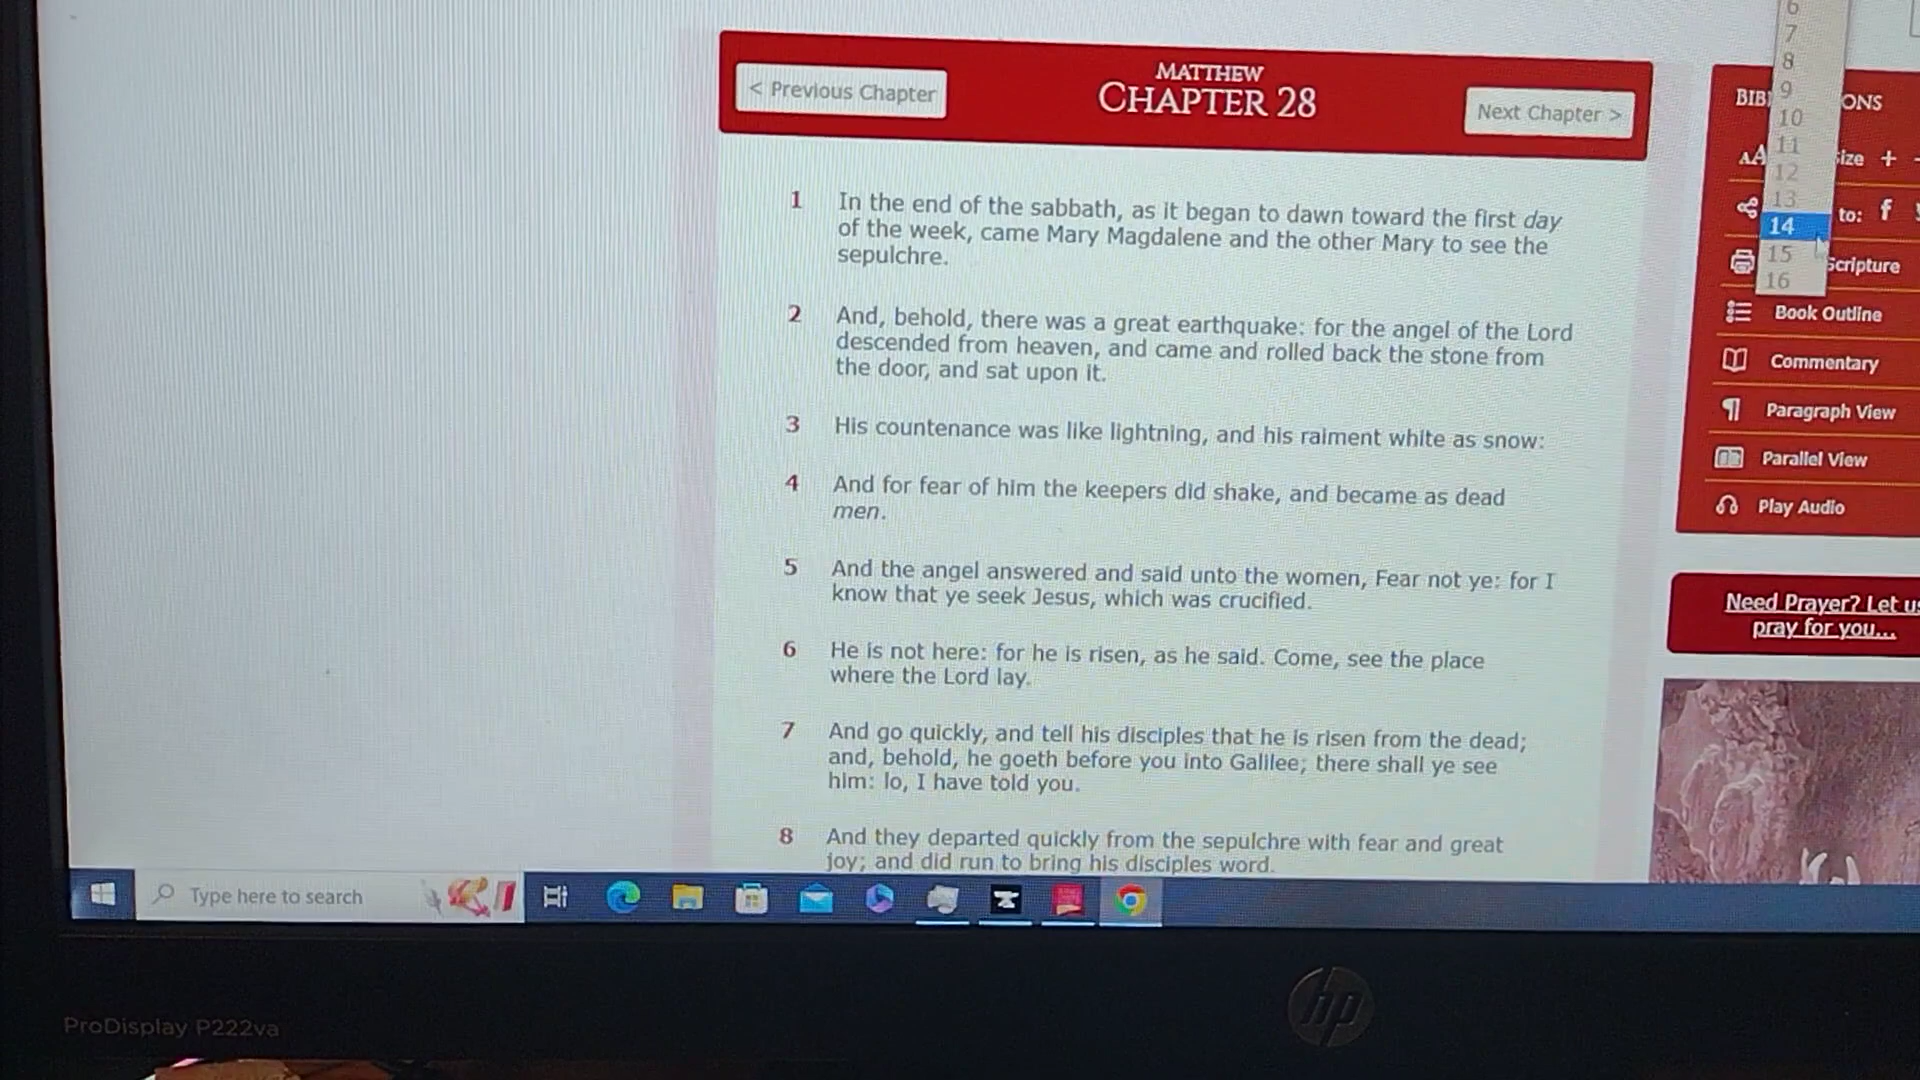 MATTHEW
CHAPTER 28
< Previous Chapter
Next Chapter >
1 In the end of the sabbath, as it began to dawn toward the first day
of the week, came Mary Magdalene and the other Mary to see the
sepulchre.
2 And, behold, there was a great earthquake: for the angel of the Lord
descended from heaven, and came and rolled back the stone from
the door, and sat upon it.
3 His countenance was like lightning, and his raiment white as snow:
4 And for fear of him the keepers did shake, and became as dead
men.
5 And the angel answered and said unto the women, Fear not ye: for I
know that ye seek Jesus, which was crucified.
6 He is not here: for he is risen, as he said. Come, see the place
where the Lord lay.
7 And go quickly, and tell his disciples that he is risen from the dead;
and, behold, he goeth before you into Galilee; there shall ye see
him: lo, I have told you.
8 And they departed quickly from the sepulchre with fear and great
joy; and did run to bring his disciples word.
6
7
8
9
10
11
12
13
14
15
16
to:
Scripture
Book Outline
Commentary
Paragraph View
Parallel View
Play Audio
Need Prayer? Let us
pray for you...
Type here to search
hp
ProDisplay P222va